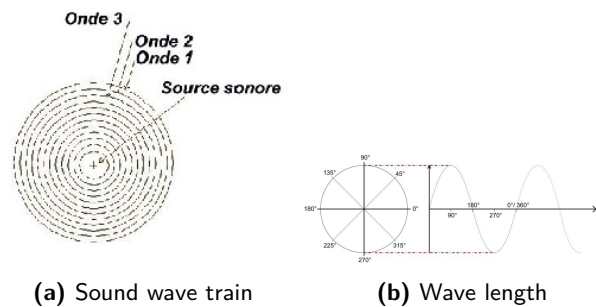 Onde 3
Onde 2
Onde 1
Source sonore
90°
135°
45°
180°
0°
225°
315°
270°
90°
180°
270°
0°/ 360°
(a) Sound wave train
(b) Wave length